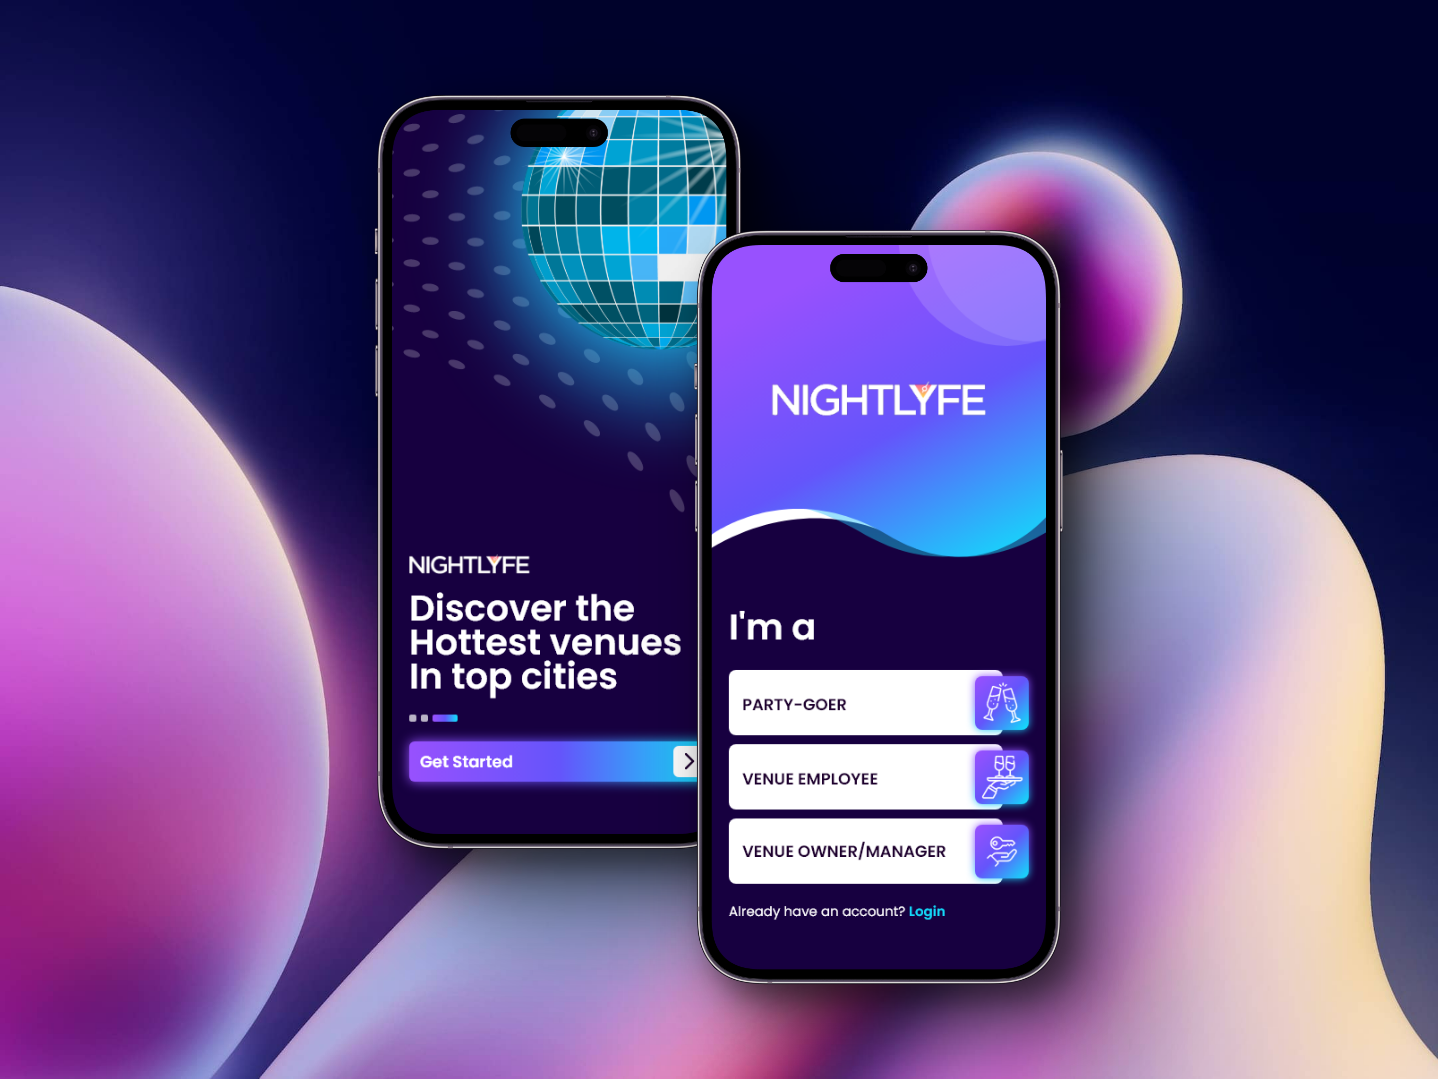 NIGHTLYFE
Discover the
Hottest venues
In top cities
Get Started
NIGHTLYFE
I'm a
PARTY-GOER
VENUE EMPLOYEE
VENUE OWNER/MANAGER
Already have an account? Login